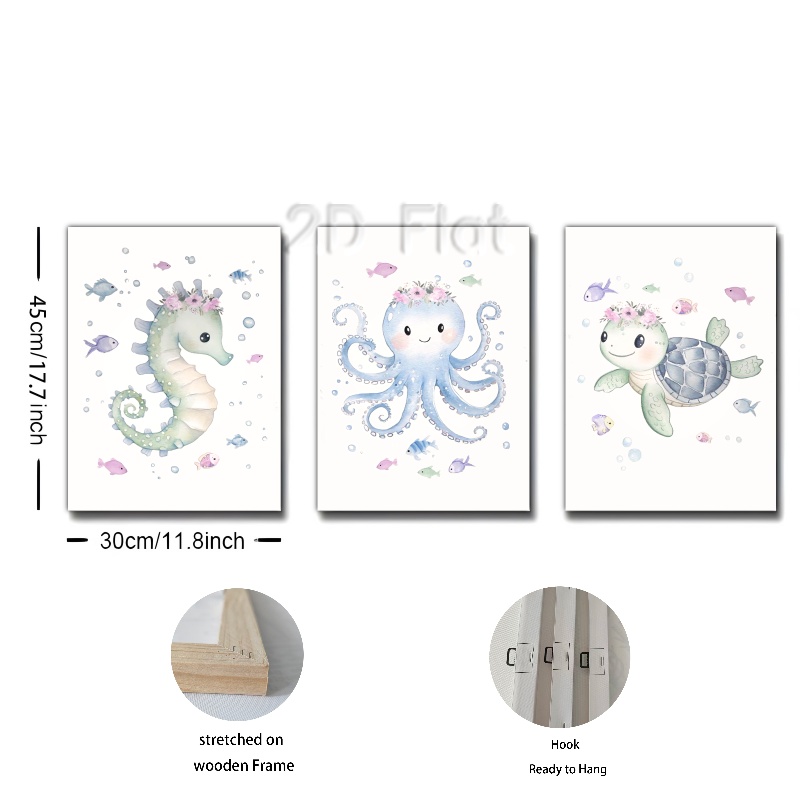 2D Flat
45cm/17.7inch
30cm/11.8inch
stretched on
wooden Frame
Hook
Ready to Hang